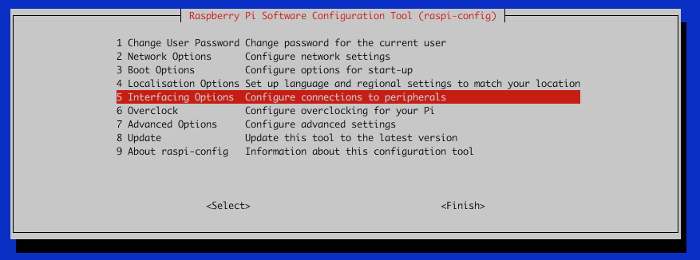 Raspberry Pi Software Configuration Tool (raspi-config)
1 Change User Password Change password for the current user
2 Network Options Configure network settings
3 Boot Options Configure options for start-up
4 Localisation Options Set up language and regional settings to match your location
5 Interfacing Options Configure connections to peripherals
6 Overclock Configure overclocking for your Pi
7 Advanced Options Configure advanced settings
8 Update Update this tool to the latest version
9 About raspi-config Information about this configuration tool
<Select> <Finish>